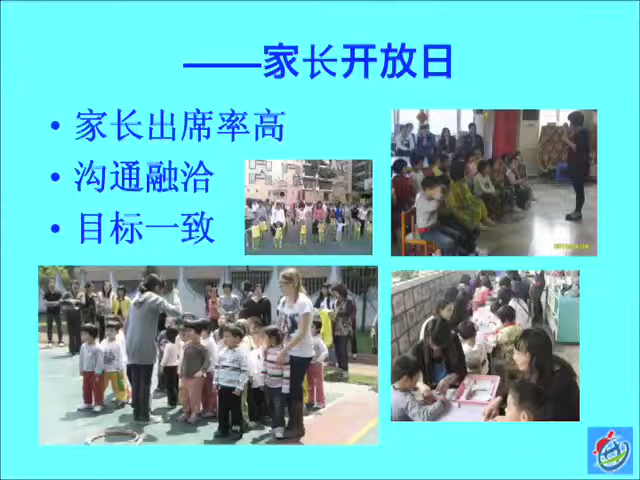 ——家长开放日
• 家长出席率高
• 沟通融洽
• 目标一致